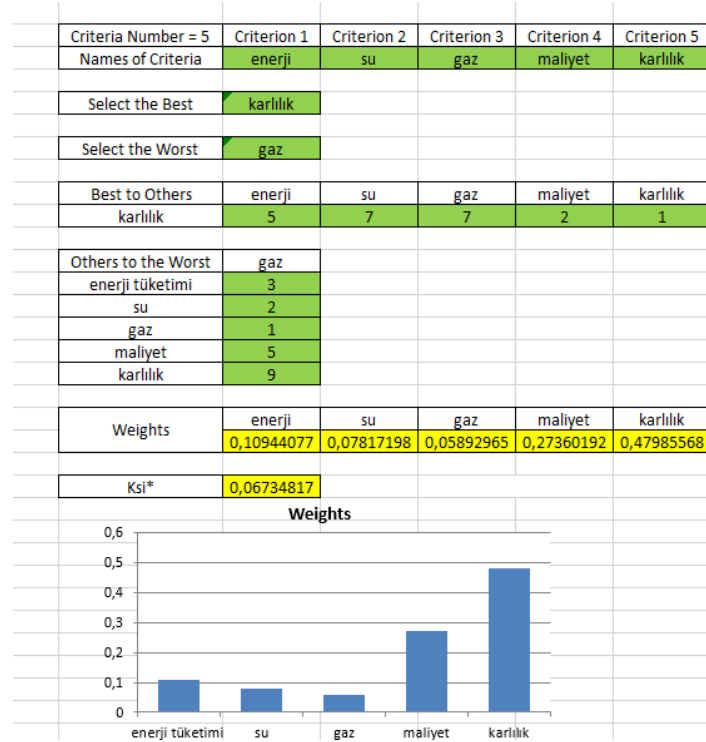 Criteria Number = 5 Criterion 1 Criterion 2 Criterion 3 Criterion 4 Criterion 5
Names of Criteria enerji su gaz maliyet karlılık
Select the Best karlılık
Select the Worst gaz
Best to Others enerji su gaz maliyet karlılık
karlılık 5 7 7 2 1
Others to the Worst gaz
enerji tüketimi 3
su 2
gaz 1
maliyet 5
karlılık 9
Weights enerji su gaz maliyet karlılık
0,10944077 0,07817198 0,05892965 0,27360192 0,47985568
Ksi* 0,06734817
Weights
0,6
0,5
0,4
0,3
0,2
0,1
0
enerji tüketimi su gaz maliyet karlılık